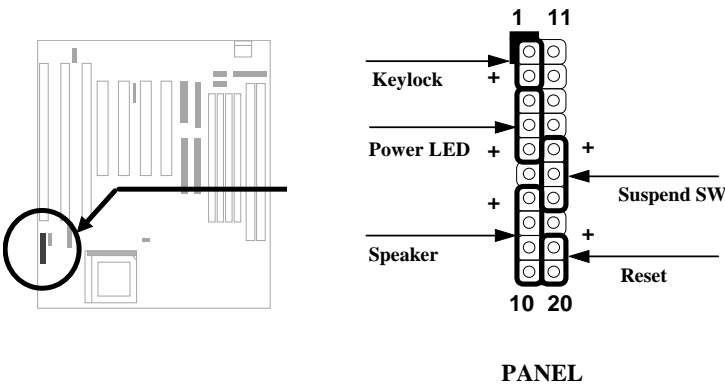 1 11
Keylock +
Power LED + +
Suspend SW
+
Speaker +
Reset
10 20
PANEL